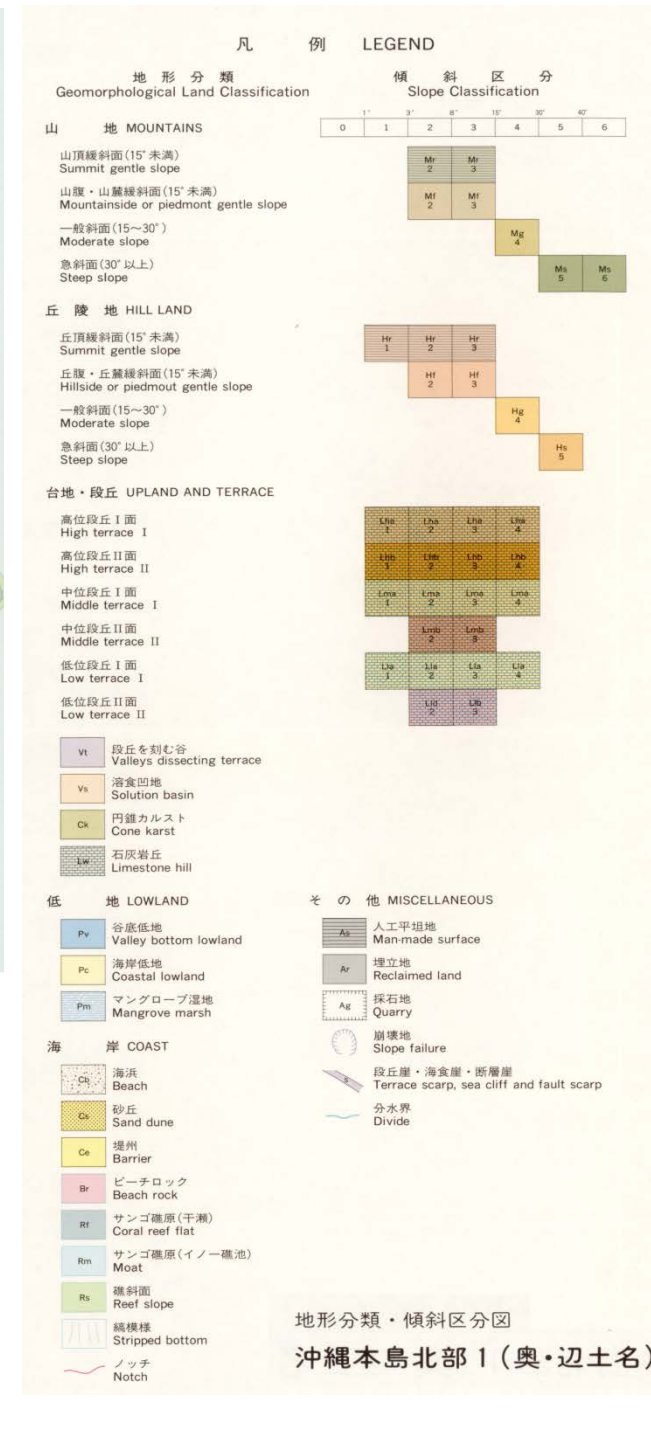 凡 例 LEGEND
地 形 分 類
Geomorphological Land Classification
傾 斜 区 分
Slope Classification
1° 3° 8° 15° 30° 40°
0 1 2 3 4 5 6
山 地 MOUNTAINS
山頂緩斜面(15°未満)
Summit gentle slope
Mr 2 Mr 3
山腹・山麓緩斜面(15°未満)
Mountainside or piedmont gentle slope
Mf 2 Mf 3
一般斜面(15～30°)
Moderate slope
Mg 4
急斜面(30°以上)
Steep slope
Ms 5 Ms 6
丘 陵 地 HILL LAND
丘頂緩斜面(15°未満)
Summit gentle slope
Hr 1 Hr 2 Hr 3
丘腹・丘麓緩斜面(15°未満)
Hillside or piedmout gentle slope
Hf 2 Hf 3
一般斜面(15～30°)
Moderate slope
Hg 4
急斜面(30°以上)
Steep slope
Hs 5
台地・段丘 UPLAND AND TERRACE
高位段丘 I 面
High terrace I
Lha 1 Lha 2 Lha 3 Lha 4
高位段丘 II 面
High terrace II
Lhb 1 Lhb 2 Lhb 3 Lhb 4
中位段丘 I 面
Middle terrace I
Lma 1 Lma 2 Lma 3 Lma 4
中位段丘 II 面
Middle terrace II
Lmb 2 Lmb 3
低位段丘 I 面
Low terrace I
Lla 1 Lla 2 Lla 3 Lla 4
低位段丘 II 面
Low terrace II
2 Llb 3
Vt 段丘を刻む谷
Valleys dissecting terrace
Vs 溶食凹地
Solution basin
Ck 円錐カルスト
Cone karst
Lw 石灰岩丘
Limestone hill
低 地 LOWLAND
Pv 谷底低地
Valley bottom lowland
Pc 海岸低地
Coastal lowland
Pm マングローブ湿地
Mangrove marsh
海 岸 COAST
Cb 海浜
Beach
Cs 砂丘
Sand dune
Ce 堤州
Barrier
Br ビーチロック
Beach rock
Rf サンゴ礁原(干瀬)
Coral reef flat
Rm サンゴ礁原(イノー礁池)
Moat
Rs 礁斜面
Reef slope
縞模様
Stripped bottom
ノッチ
Notch
そ の 他 MISCELLANEOUS
As 人工平坦地
Man-made surface
Ar 埋立地
Reclaimed land
Ag 採石地
Quarry
崩壊地
Slope failure
s 段丘崖・海食崖・断層崖
Terrace scarp, sea cliff and fault scarp
分水界
Divide
地形分類・傾斜区分図
沖縄本島北部 1 (奥・辺土名)